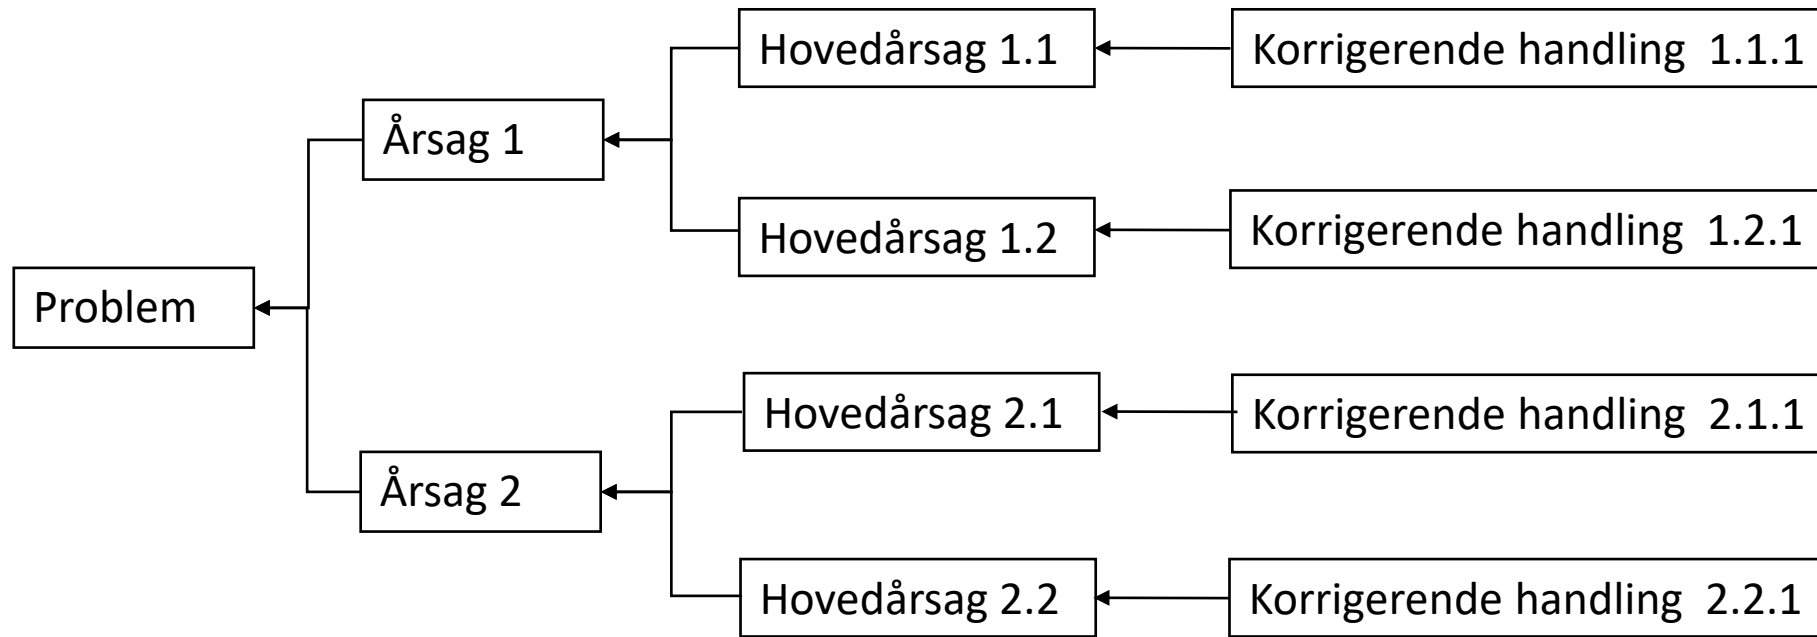 Hovedårsag 1.1
Korrigerende handling  1.1.1
Årsag 1
Hovedårsag 1.2
Korrigerende handling  1.2.1
Problem
Hovedårsag 2.1
Korrigerende handling  2.1.1
Årsag 2
Hovedårsag 2.2
Korrigerende handling  2.2.1